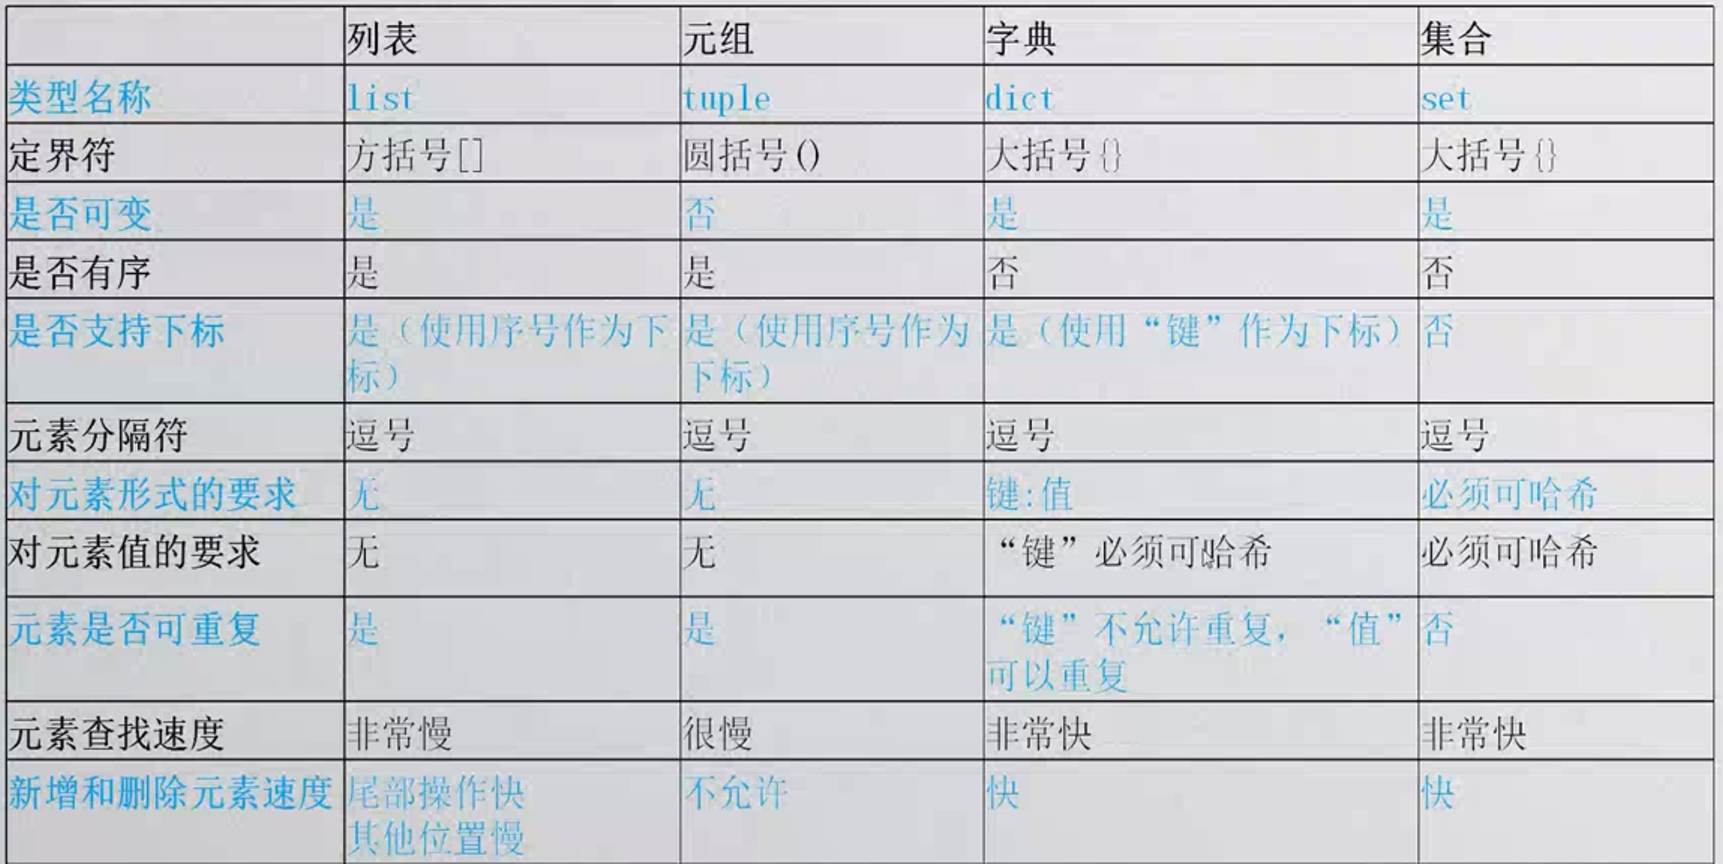 列表 元组 字典 集合
类型名称 list tuple dict set
定界符 方括号[] 圆括号() 大括号{} 大括号{}
是否可变 是 否 是 是
是否有序 是 是 否 否
是否支持下标 是（使用序号作为下 是（使用序号作为 是（使用“键”作为下标） 否
标） 下标）
元素分隔符 逗号 逗号 逗号 逗号
对元素形式的要求 无 无 键:值 必须可哈希
对元素值的要求 无 无 “键”必须可哈希 必须可哈希
元素是否可重复 是 是 “键”不允许重复，“值” 否
可以重复
元素查找速度 非常慢 很慢 非常快 非常快
新增和删除元素速度 尾部操作快 不允许 快 快
其他位置慢